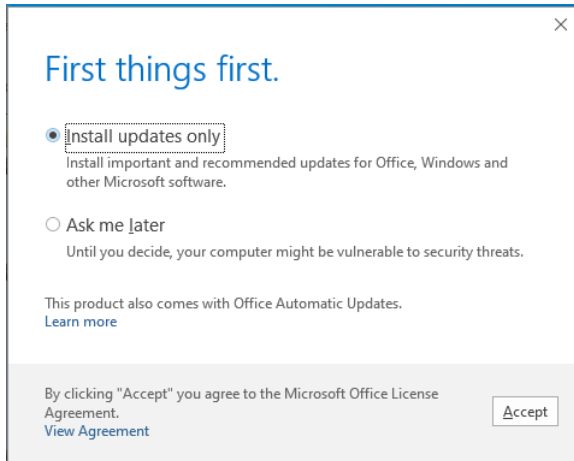 First things first.
Install updates only
Install important and recommended updates for Office, Windows and
other Microsoft software.
Ask me later
Until you decide, your computer might be vulnerable to security threats.
This product also comes with Office Automatic Updates.
Learn more
By clicking "Accept" you agree to the Microsoft Office License
Agreement.
View Agreement
Accept